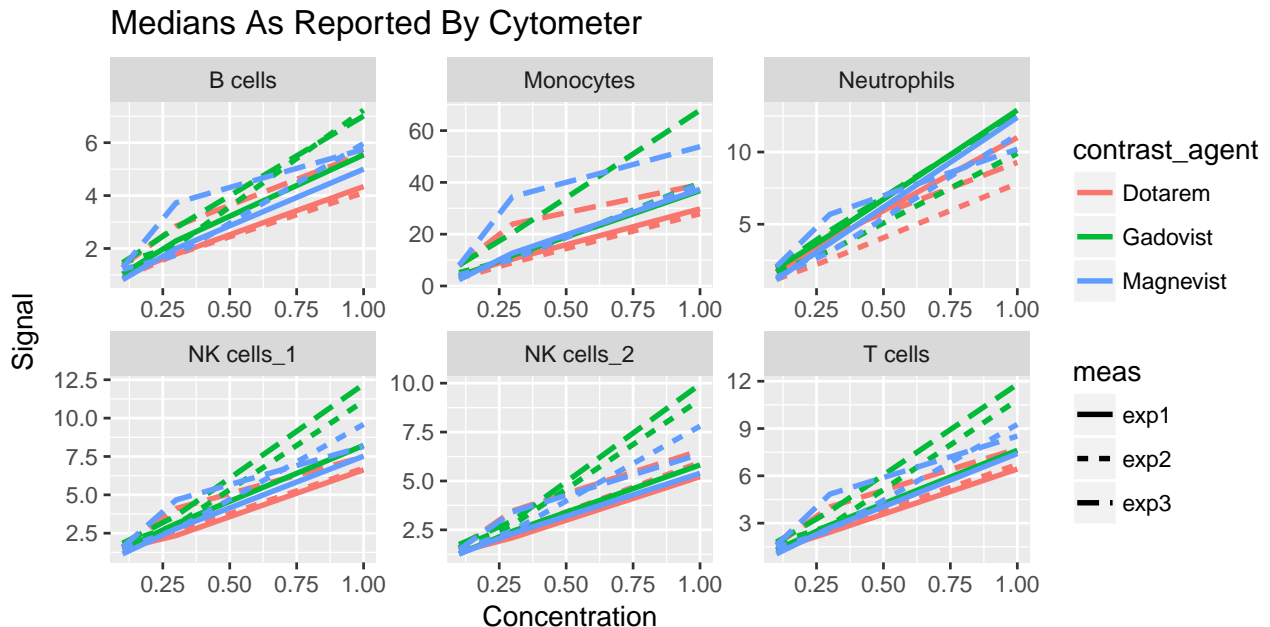 Medians As Reported By Cytometer
B cells
Monocytes
Neutrophils
6
4
2
0.25 0.50 0.75 1.00
60
40
20
0
0.25 0.50 0.75 1.00
10
5
0.25 0.50 0.75 1.00
NK cells_1
NK cells_2
T cells
12.5
10.0
7.5
5.0
2.5
0.25 0.50 0.75 1.00
10.0
7.5
5.0
2.5
0.25 0.50 0.75 1.00
12
9
6
3
0.25 0.50 0.75 1.00
Signal
Concentration
contrast_agent
Dotarem
Gadovist
Magnevist
meas
exp1
exp2
exp3